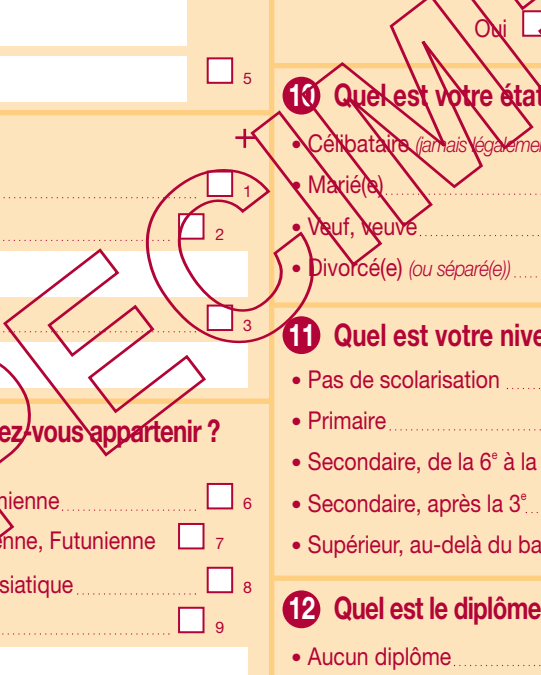 5
+
1
2
3
ez-vous appartenir ?
nienne
6
enne, Futunienne
7
siatique
8
9
Oui
10 Quel est votre état
• Célibataire (jamais légaleme
• Marié(e)
• Veuf, veuve
• Divorcé(e) (ou séparé(e))
11 Quel est votre nive
• Pas de scolarisation
• Primaire
• Secondaire, de la 6e à la
• Secondaire, après la 3e
• Supérieur, au-delà du ba
12 Quel est le diplôme
• Aucun diplôme
PECIM